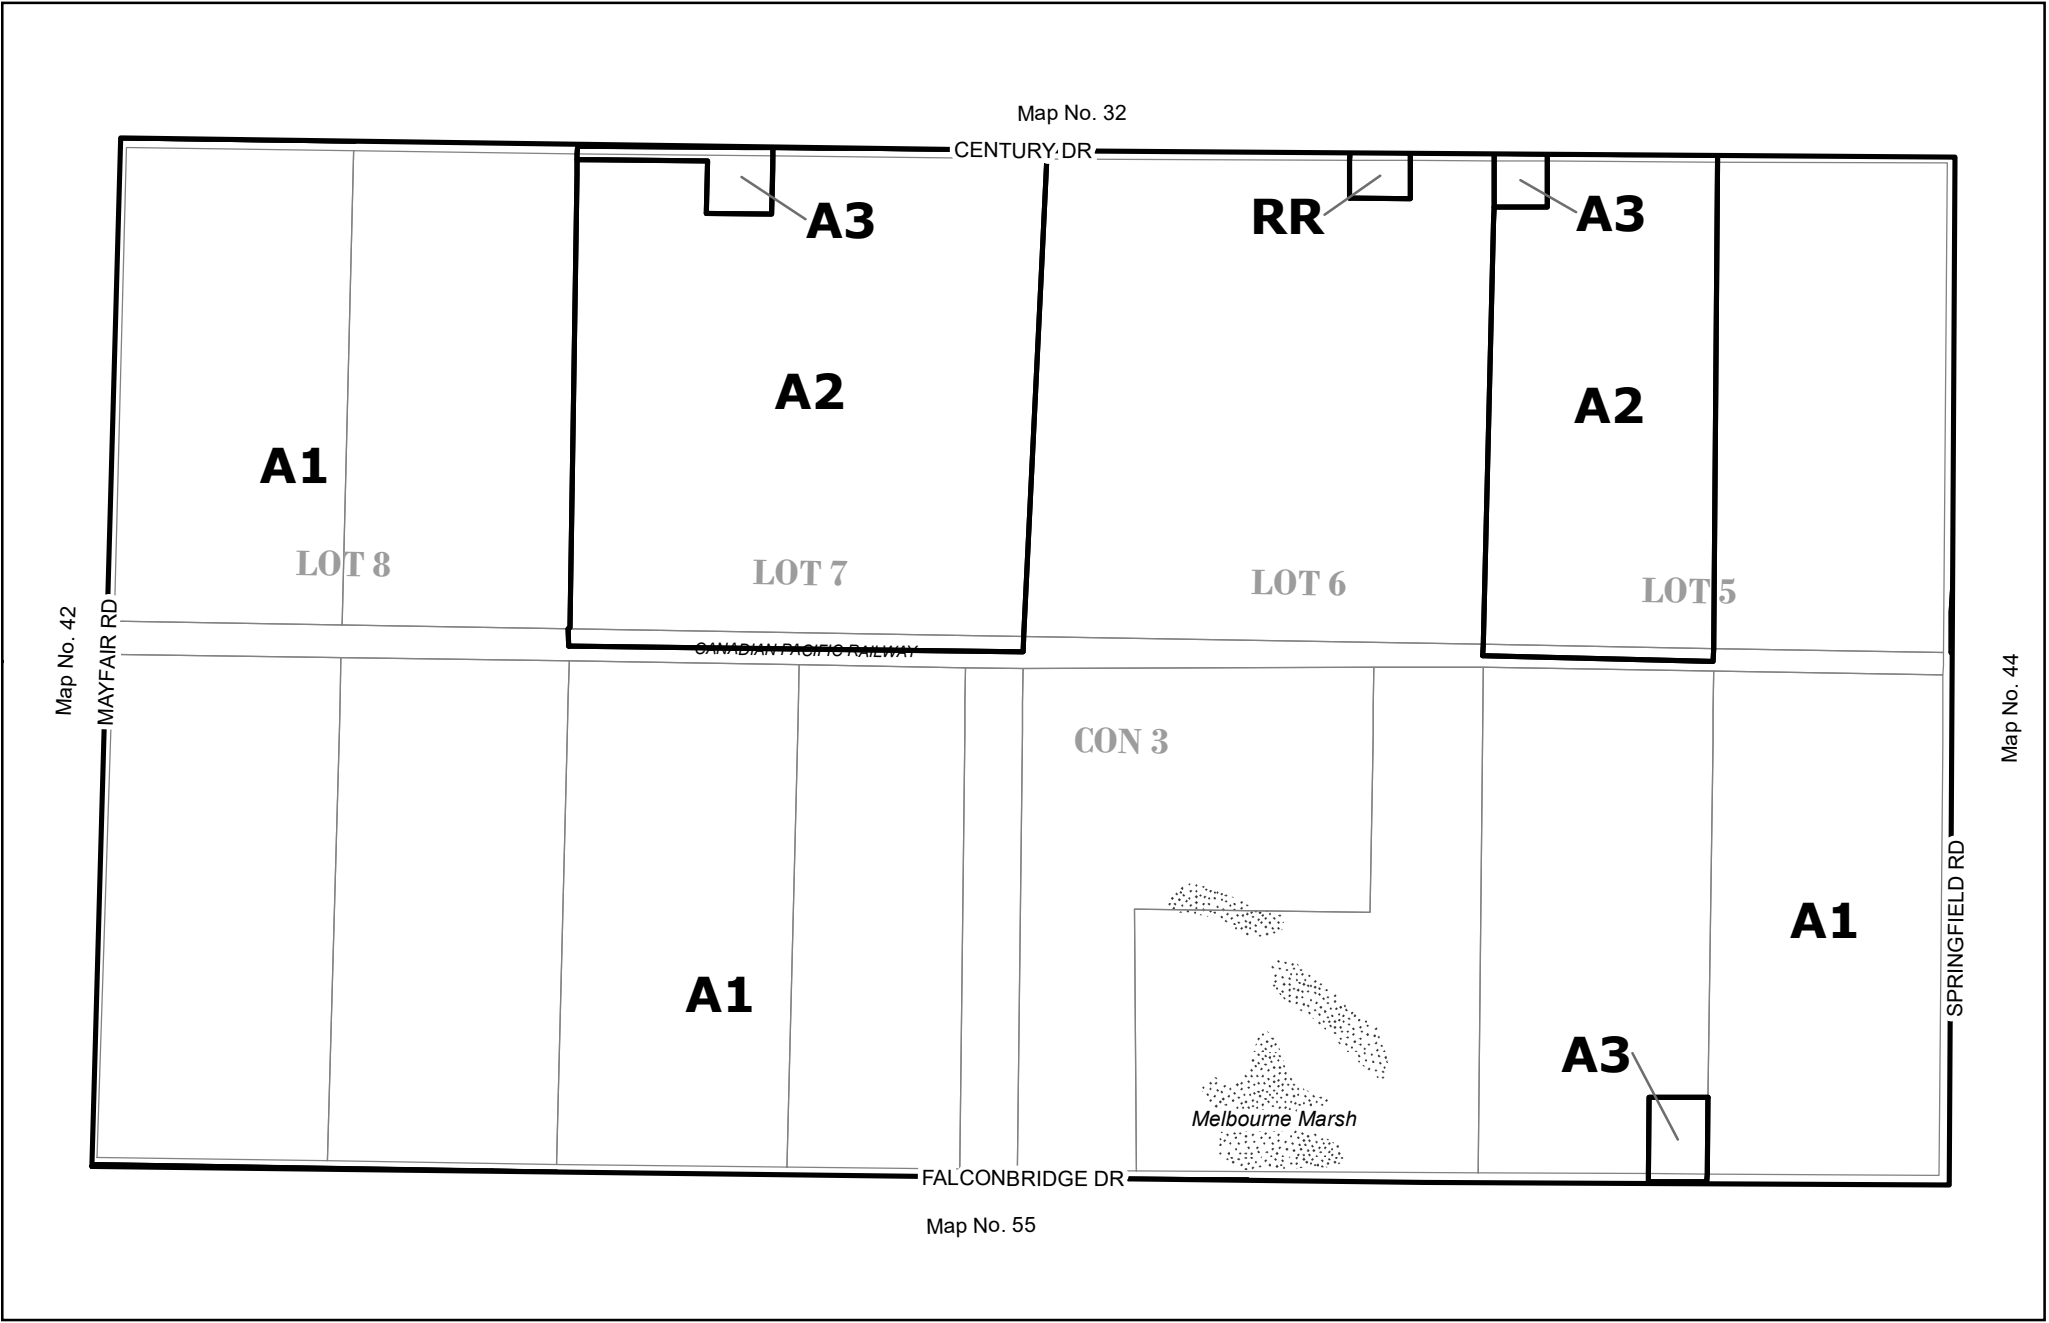 Map No. 32
CENTURY DR
A3
RR
A3
A2
A2
A1
LOT 8
LOT 7
LOT 6
LOT 5
Map No. 42
MAYFAIR RD
CANADIAN PACIFIC RAILWAY
Map No. 44
CON 3
SPRINGFIELD RD
A1
A1
A3
Melbourne Marsh
FALCONBRIDGE DR
Map No. 55